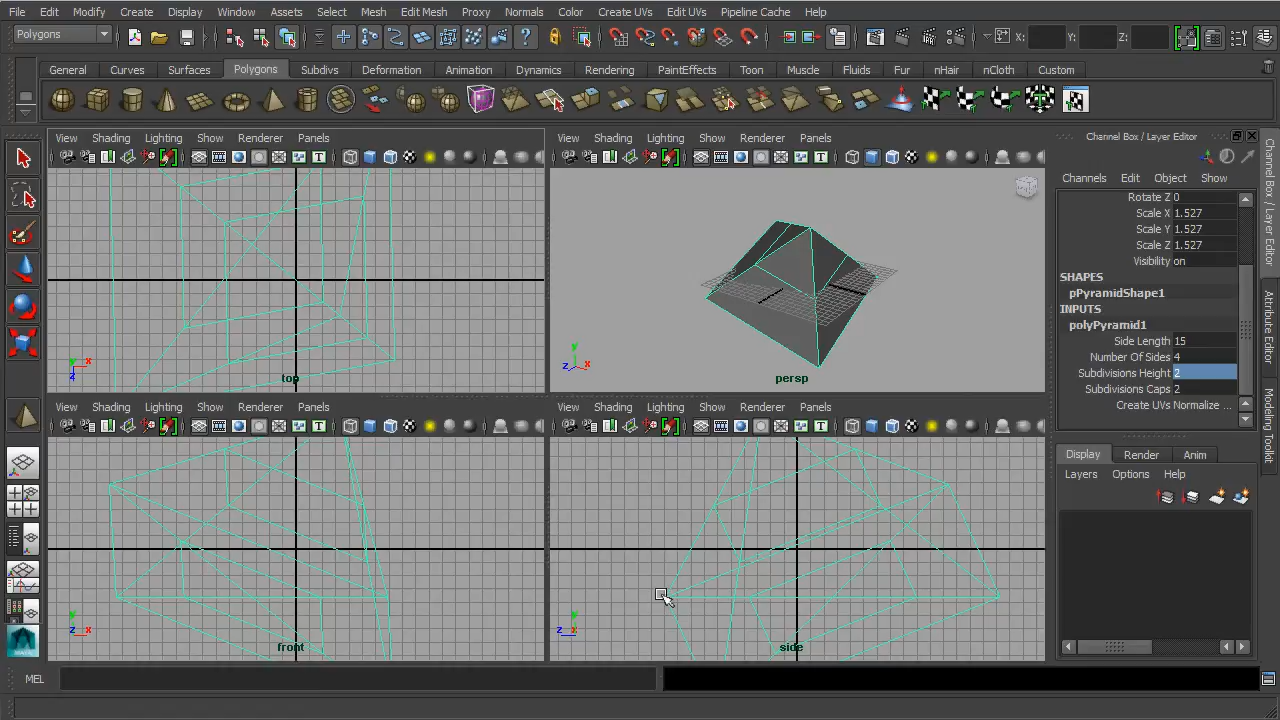 File Edit Modify Create Display Window Assets Select Mesh Edit Mesh Proxy Normals Color Create UVs Edit UVs Pipeline Cache Help
Polygons X: Y: Z:
General Curves Surfaces Polygons Subdivs Deformation Animation Dynamics Rendering PaintEffects Toon Muscle Fluids Fur nHair nCloth Custom
View Shading Lighting Show Renderer Panels
View Shading Lighting Show Renderer Panels
top
persp
View Shading Lighting Show Renderer Panels
View Shading Lighting Show Renderer Panels
front
side
Channel Box / Layer Editor
Channels Edit Object Show
Rotate Z 0
Scale X 1.527
Scale Y 1.527
Scale Z 1.527
Visibility on
SHAPES
pPyramidShape1
INPUTS
polyPyramid1
Side Length 15
Number Of Sides 4
Subdivisions Height 2
Subdivisions Caps 2
Create UVs Normalize ...
Display Render Anim
Layers Options Help
Channel Box / Layer Editor
Attribute Editor
Modeling Toolkit
MEL